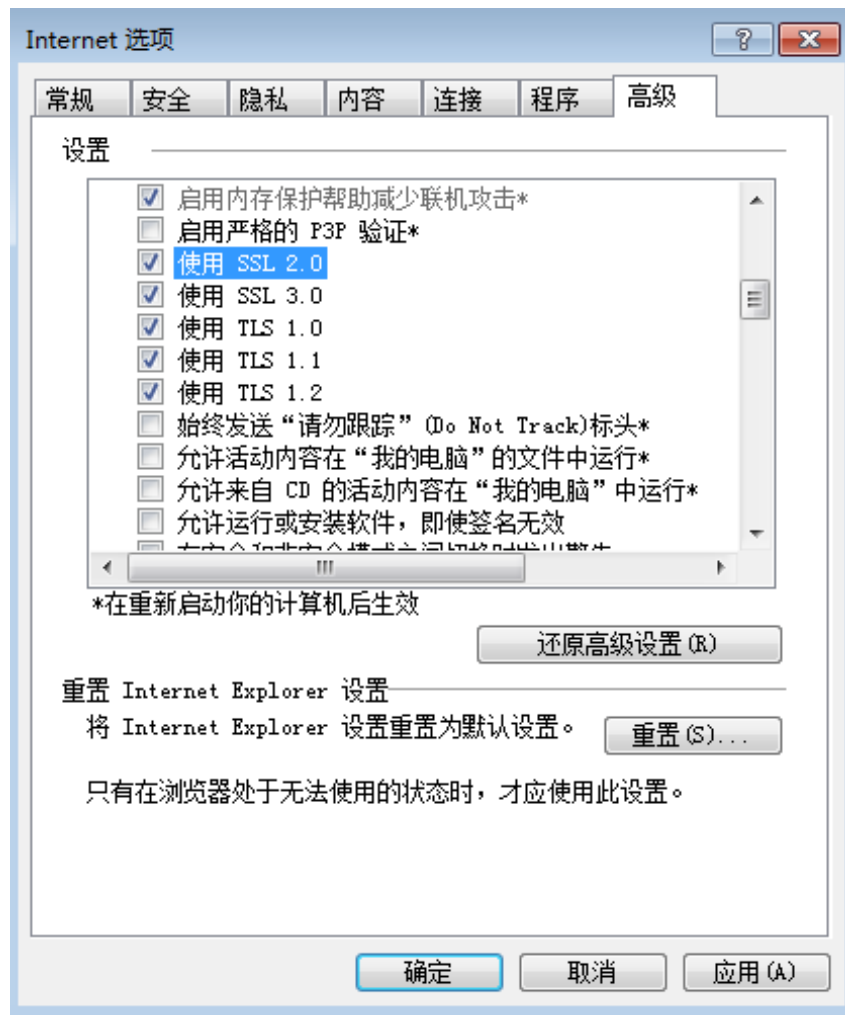 Internet 选项
常规 安全 隐私 内容 连接 程序 高级
设置
启用内存保护帮助减少联机攻击*
启用严格的 P3P 验证*
使用 SSL 2.0
使用 SSL 3.0
使用 TLS 1.0
使用 TLS 1.1
使用 TLS 1.2
始终发送“请勿跟踪” (Do Not Track)标头*
允许活动内容在“我的电脑”的文件中运行*
允许来自 CD 的活动内容在“我的电脑”中运行*
允许运行或安装软件，即使签名无效
*在重新启动你的计算机后生效
还原高级设置(R)
重置 Internet Explorer 设置
将 Internet Explorer 设置重置为默认设置。
重置(S)...
只有在浏览器处于无法使用的状态时，才应使用此设置。
确定 取消 应用(A)